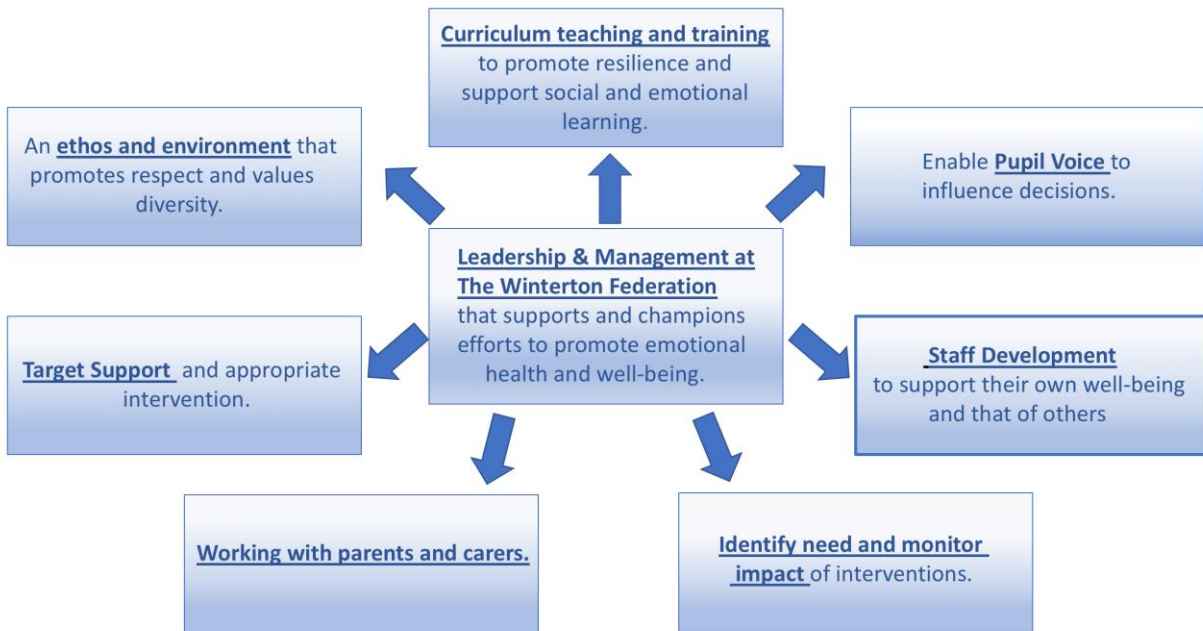 Curriculum teaching and training
to promote resilience and
support social and emotional
learning.
An ethos and environment that
promotes respect and values
diversity.
Enable Pupil Voice to
influence decisions.
Leadership & Management at
The Winterton Federation
that supports and champions
efforts to promote emotional
health and well-being.
Target Support and appropriate
intervention.
Staff Development
to support their own well-being
and that of others
Working with parents and carers.
Identify need and monitor
impact of interventions.